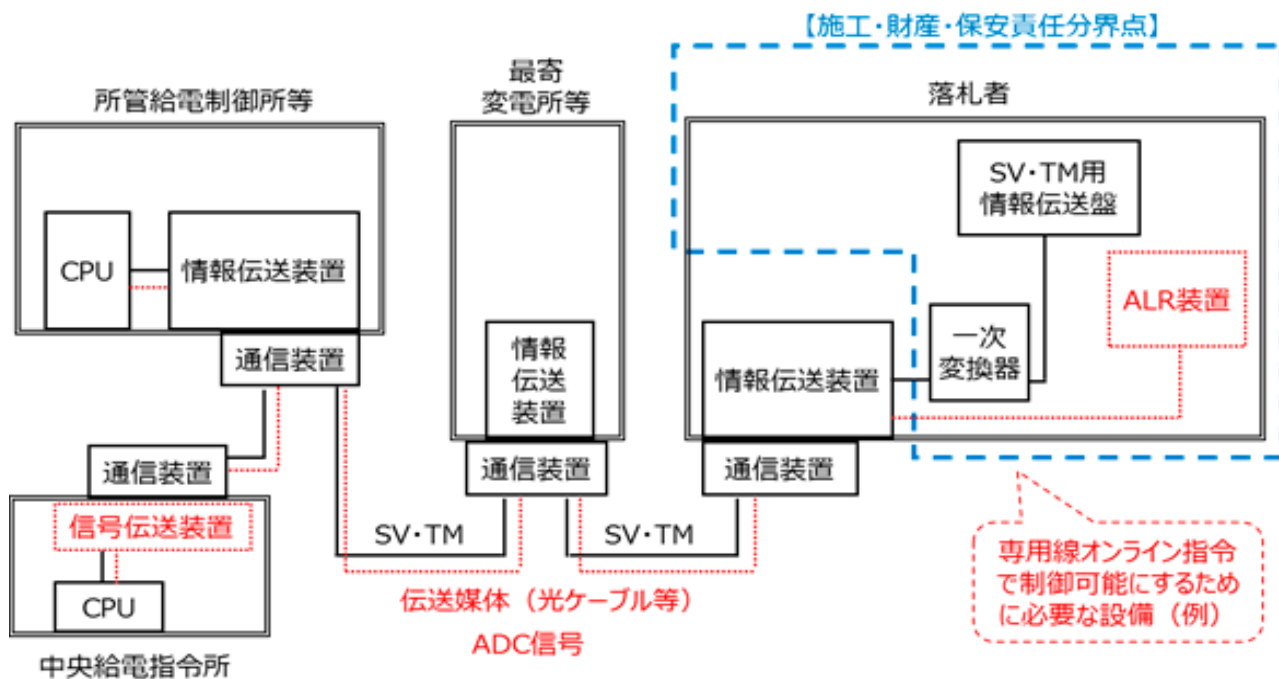 【施工・財産・保安責任分界点】
最寄
変電所等
所管給電制御所等
落札者
SV・TM用
情報伝送盤
CPU
情報伝送装置
ALR装置
一次
変換器
情報
伝送
装置
情報伝送装置
通信装置
通信装置
通信装置
通信装置
信号伝送装置
SV・TM
SV・TM
専用線オンライン指令
で制御可能にするため
に必要な設備（例）
CPU
伝送媒体（光ケーブル等）
ADC信号
中央給電指令所